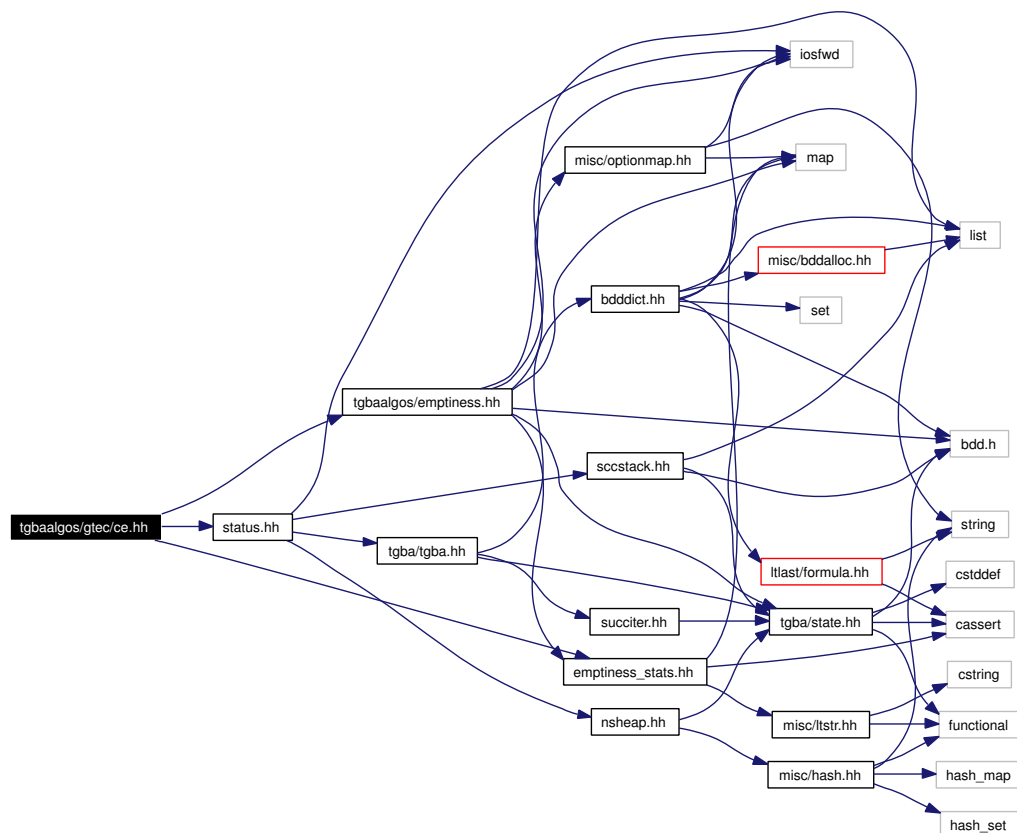 iosfwd
misc/optionmap.hh
map
list
misc/bddalloc.hh
bdddict.hh
set
tgbaalgos/emptiness.hh
bdd.h
sccstack.hh
tgbaalgos/gtec/ce.hh
status.hh
string
tgba/tgba.hh
ltlast/formula.hh
cstddef
succiter.hh
tgba/state.hh
cassert
emptiness_stats.hh
cstring
nsheap.hh
misc/ltstr.hh
functional
misc/hash.hh
hash_map
hash_set